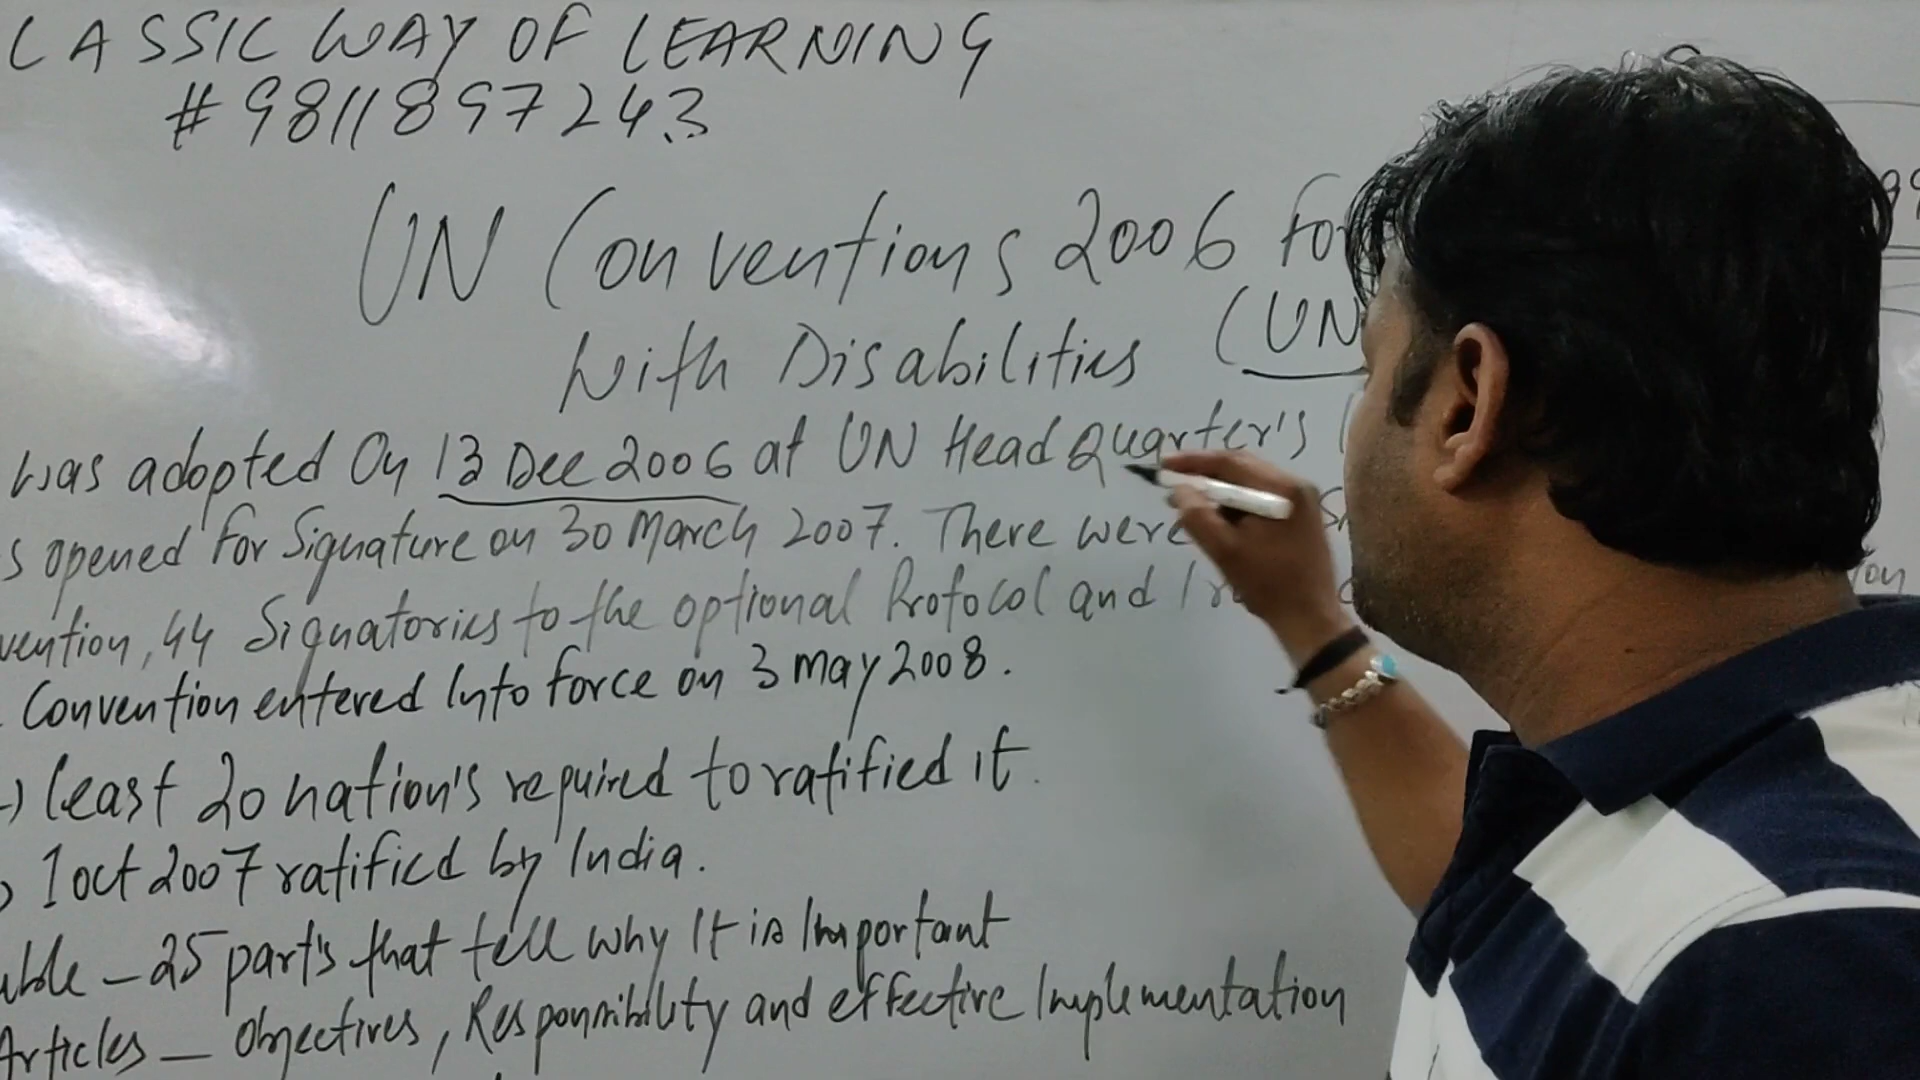 CLASSIC WAY OF LEARNING
#9811897243
UN Conventions 2006 for
With Disabilities (UN
was adopted On 13 Dec 2006 at UN Head Quarter's
s opened for Signature on 30 March 2007. There were
vention, 44 Signatories to the optional Protocol and 1
Convention entered Into force on 3 may 2008.
least 20 nation's required to ratified it.
1 oct 2007 ratified by India.
25 part's that tell why It is Important
Articles - Objectives, Responsibility and effective Implementation